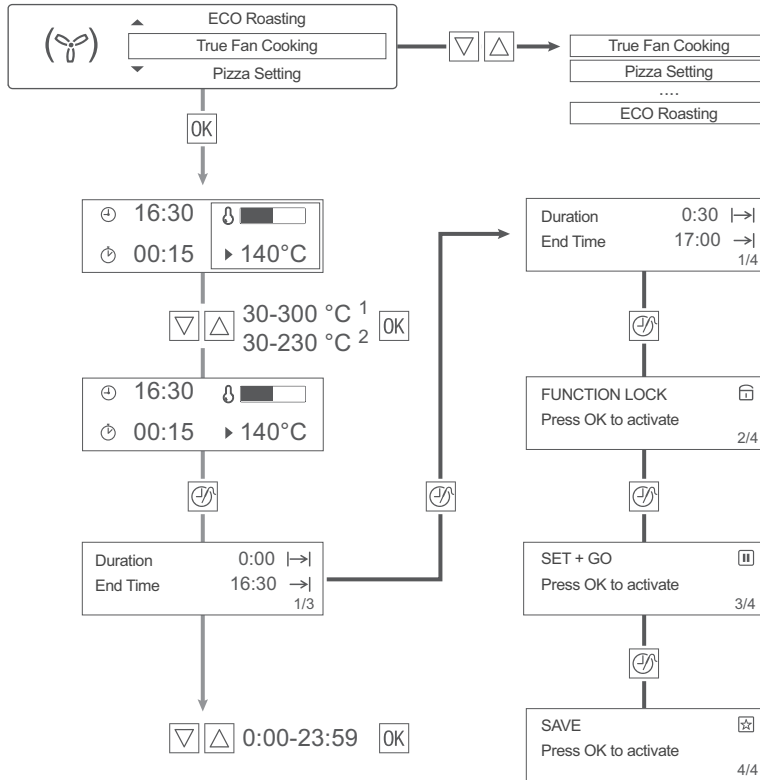 ECO Roasting
True Fan Cooking
Pizza Setting
True Fan Cooking
Pizza Setting
....
ECO Roasting
OK
16:30
00:15 140°C
30-300 °C 1
30-230 °C 2
OK
16:30
00:15 140°C
Duration 0:00
End Time 16:30
1/3
0:00-23:59 OK
Duration 0:30
End Time 17:00
1/4
FUNCTION LOCK
Press OK to activate
2/4
SET + GO
Press OK to activate
3/4
SAVE
Press OK to activate
4/4